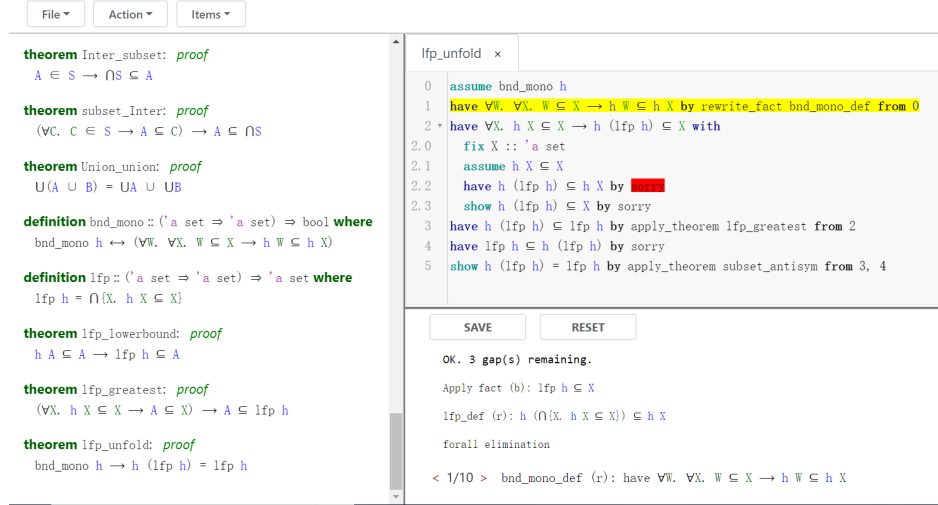 File Action Items
theorem Inter_subset: proof
A ∈ S → ⋂S ⊆ A
theorem subset_Inter: proof
(∀C. C ∈ S → A ⊆ C) → A ⊆ ⋂S
theorem Union_union: proof
⋃(A ∪ B) = ⋃A ∪ ⋃B
definition bnd_mono :: ('a set ⇒ 'a set) ⇒ bool where
bnd_mono h ⟷ (∀W. ∀X. W ⊆ X → h W ⊆ h X)
definition lfp :: ('a set ⇒ 'a set) ⇒ 'a set where
lfp h = ⋂{X. h X ⊆ X}
theorem lfp_lowerbound: proof
h A ⊆ A → lfp h ⊆ A
theorem lfp_greatest: proof
(∀X. h X ⊆ X → A ⊆ X) → A ⊆ lfp h
theorem lfp_unfold: proof
bnd_mono h → h (lfp h) = lfp h
lfp_unfold ×
0 assume bnd_mono h
1 have ∀W. ∀X. W ⊆ X → h W ⊆ h X by rewrite_fact bnd_mono_def from 0
2 have ∀X. h X ⊆ X → h (lfp h) ⊆ X with
2.0 fix X :: 'a set
2.1 assume h X ⊆ X
2.2 have h (lfp h) ⊆ h X by sorry
2.3 show h (lfp h) ⊆ X by sorry
3 have h (lfp h) ⊆ lfp h by apply_theorem lfp_greatest from 2
4 have lfp h ⊆ h (lfp h) by sorry
5 show h (lfp h) = lfp h by apply_theorem subset_antisym from 3, 4
SAVE RESET
OK. 3 gap(s) remaining.
Apply fact (b): lfp h ⊆ X
lfp_def (r): h (⋂{X. h X ⊆ X}) ⊆ h X
forall elimination
< 1/10 > bnd_mono_def (r): have ∀W. ∀X. W ⊆ X → h W ⊆ h X